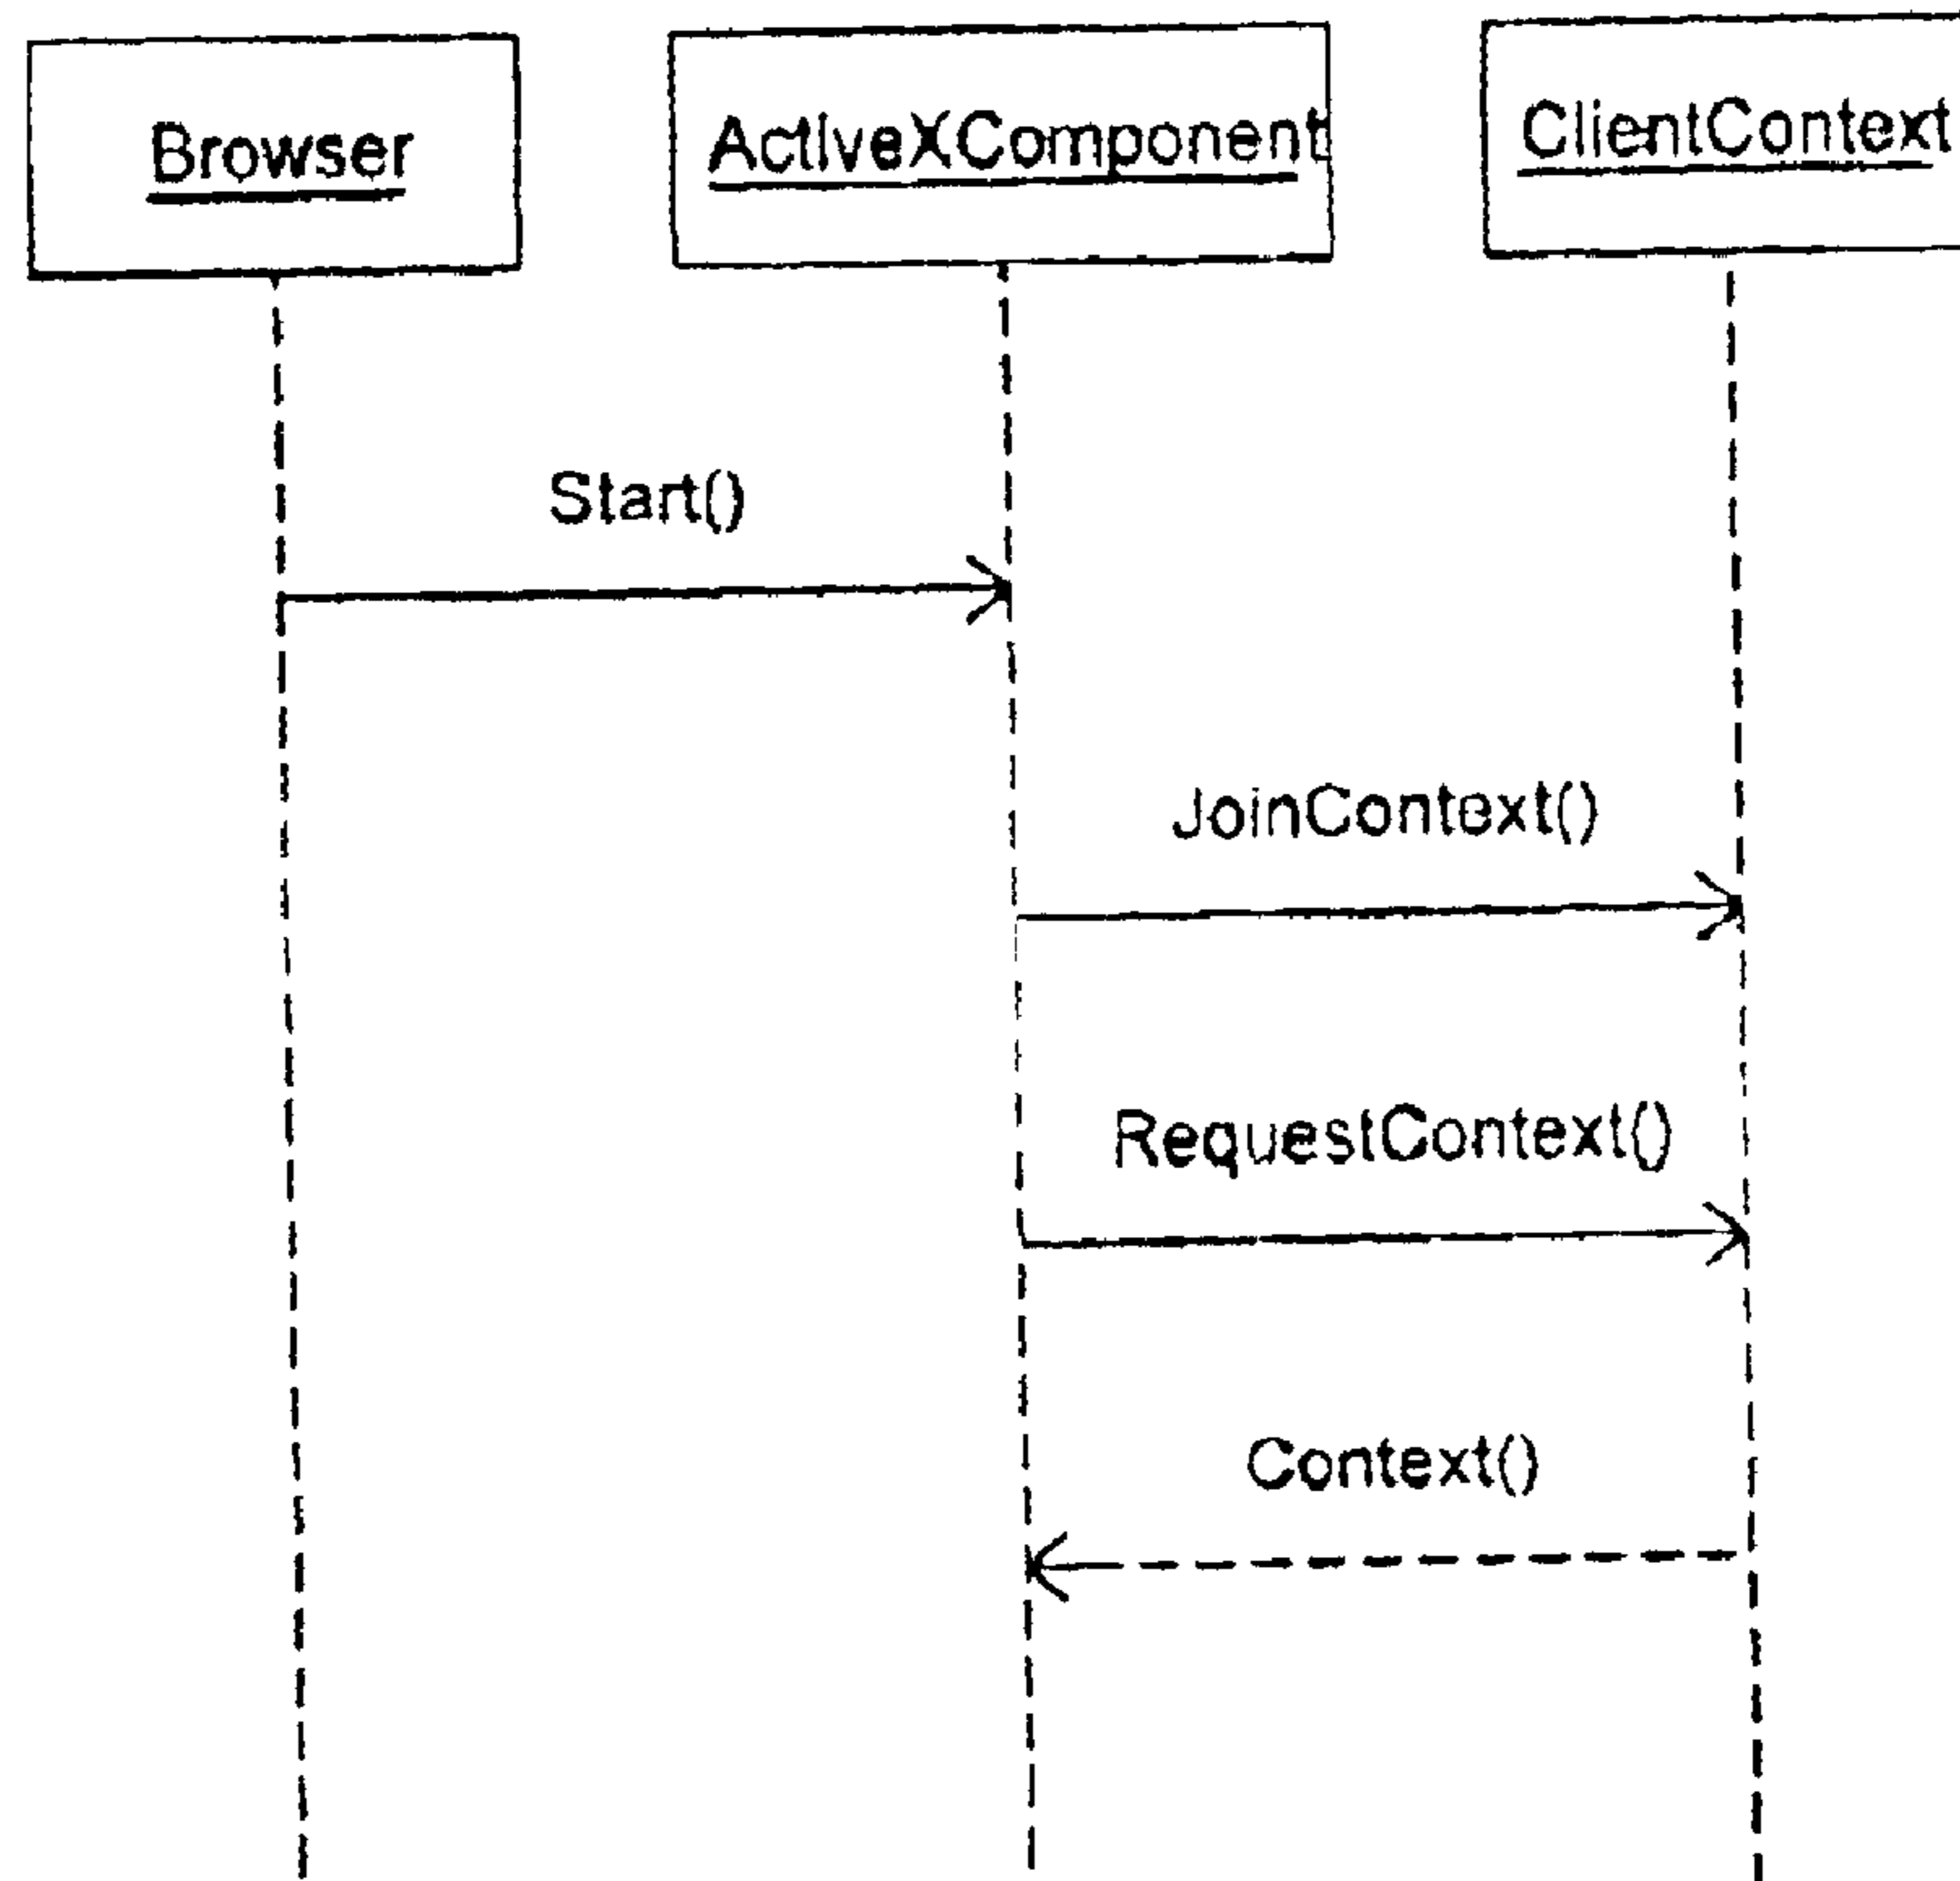 Browser
ActiveXComponent
ClientContext
Start()
JoinContext()
RequestContext()
Context()